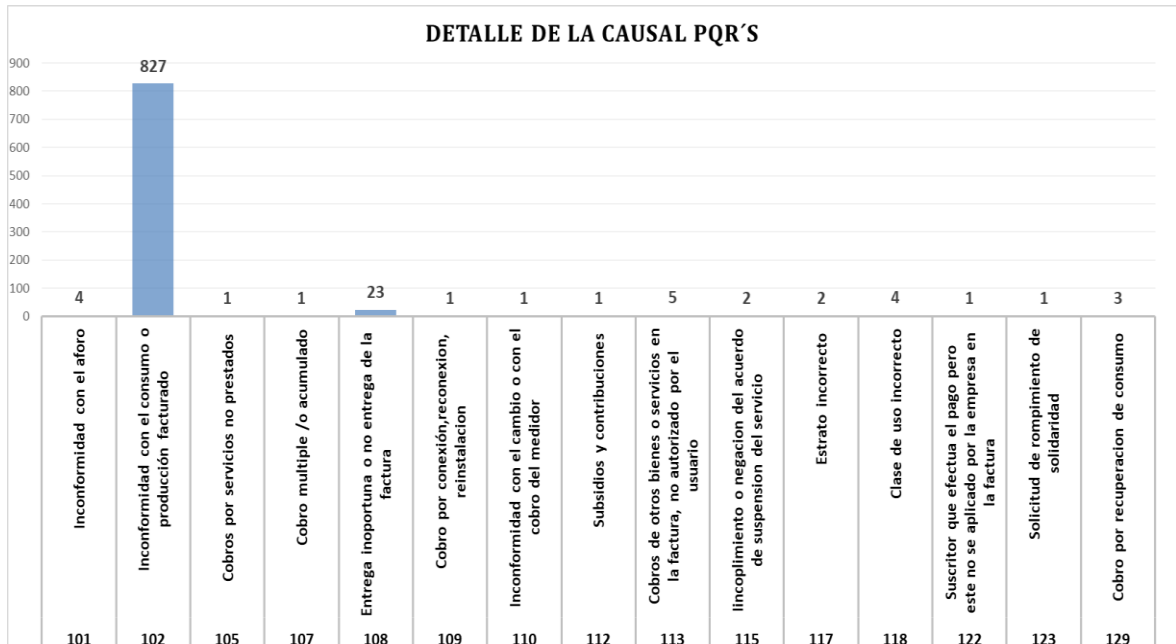 DETALLE DE LA CAUSAL PQR´S
900
800
700
600
500
400
300
200
100
0
4
827
1
1
23
1
1
1
5
2
2
4
1
1
3
Inconformidad con el aforo
Inconformidad con el consumo o
producción facturado
Cobros por servicios no prestados
Cobro multiple /o acumulado
Entrega inoportuna o no entrega de la
factura
Cobro por conexión,reconexion,
reinstalacion
Inconformidad con el cambio o con el
cobro del medidor
Subsidios y contribuciones
Cobros de otros bienes o servicios en
la factura, no autorizado por el
usuario
Iincoplimiento o negacion del acuerdo
de suspension del servicio
Estrato incorrecto
Clase de uso incorrecto
Suscritor que efectua el pago pero
este no se aplicado por la empresa en
la factura
Solicitud de rompimiento de
solidaridad
Cobro por recuperacion de consumo
101
102
105
107
108
109
110
112
113
115
117
118
122
123
129